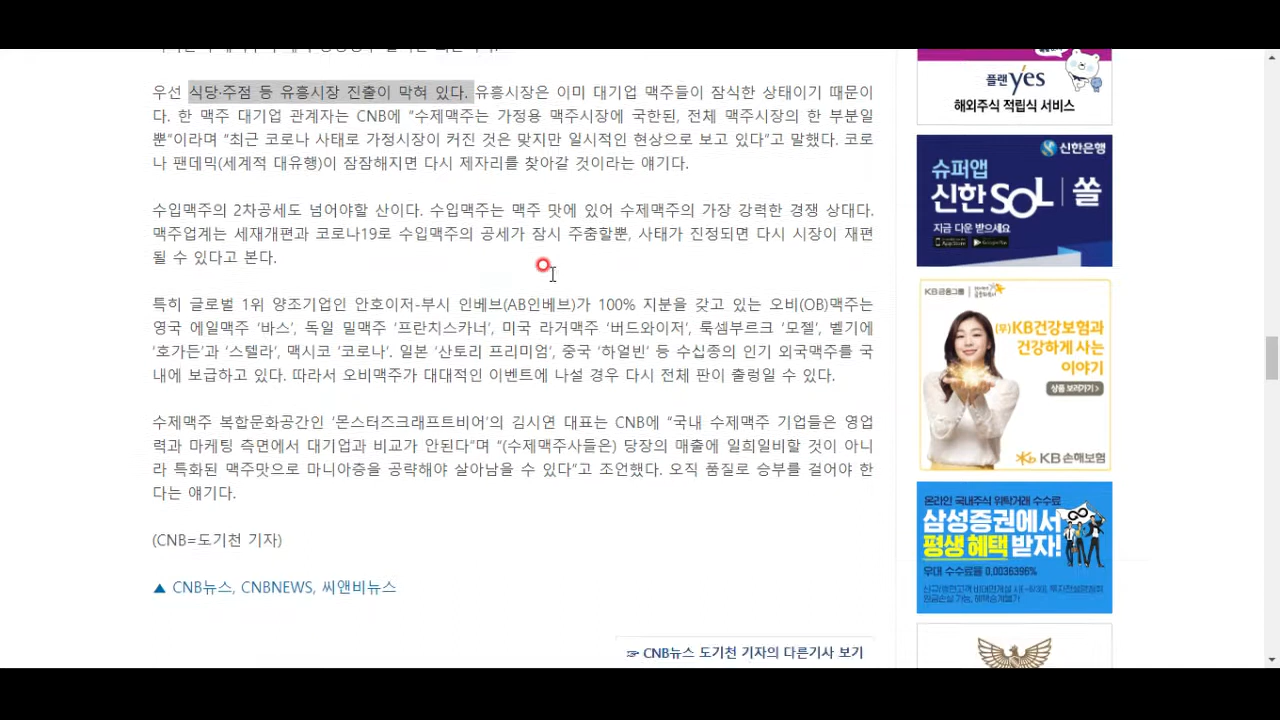 우선 식당·주점 등 유흥시장 진출이 막혀 있다. 유흥시장은 이미 대기업 맥주들이 잠식한 상태이기 때문이
다. 한 맥주 대기업 관계자는 CNB에 “수제맥주는 가정용 맥주시장에 국한된, 전체 맥주시장의 한 부분일
뿐”이라며 “최근 코로나 사태로 가정시장이 커진 것은 맞지만 일시적인 현상으로 보고 있다”고 말했다. 코로
나 팬데믹(세계적 대유행)이 잠잠해지면 다시 제자리를 찾아갈 것이라는 얘기다.
수입맥주의 2차공세도 넘어야할 산이다. 수입맥주는 맥주 맛에 있어 수제맥주의 가장 강력한 경쟁 상대다.
맥주업계는 세재개편과 코로나19로 수입맥주의 공세가 잠시 주춤할뿐, 사태가 진정되면 다시 시장이 재편
될 수 있다고 본다.
특히 글로벌 1위 양조기업인 안호이저-부시 인베브(AB인베브)가 100% 지분을 갖고 있는 오비(OB)맥주는
영국 에일맥주 ‘바스’, 독일 밀맥주 ‘프란치스카너’, 미국 라거맥주 ‘버드와이저’, 룩셈부르크 ‘모젤’, 벨기에
‘호가든’과 ‘스텔라’, 맥시코 ‘코로나’. 일본 ‘산토리 프리미엄’, 중국 ‘하얼빈’ 등 수십종의 인기 외국맥주를 국
내에 보급하고 있다. 따라서 오비맥주가 대대적인 이벤트에 나설 경우 다시 전체 판이 출렁일 수 있다.
수제맥주 복합문화공간인 ‘몬스터즈크래프트비어’의 김시연 대표는 CNB에 “국내 수제맥주 기업들은 영업
력과 마케팅 측면에서 대기업과 비교가 안된다”며 “(수제맥주사들은) 당장의 매출에 일희일비할 것이 아니
라 특화된 맥주맛으로 마니아증을 공략해야 살아남을 수 있다”고 조언했다. 오직 품질로 승부를 걸어야 한
다는 얘기다.
(CNB=도기천 기자)
▲ CNB뉴스, CNBNEWS, 씨앤비뉴스
☞ CNB뉴스 도기천 기자의 다른기사 보기
플랜yes
해외주식 적립식 서비스
신한은행
슈퍼앱
신한 SOL 쏠
지금 다운 받으세요
App Store Google Play
KB금융그룹
(무)KB건강보험과
건강하게 사는
이야기
상품 보러가기 >
KB손해보험
온라인 국내주식 위탁거래 수수료
삼성증권에서
평생 혜택 받자!
우대 수수료율 0.0036396%